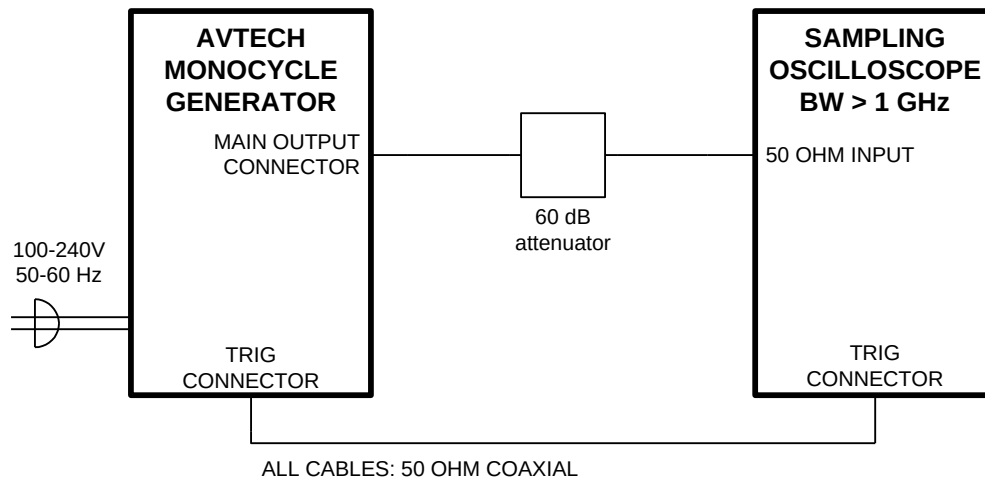 AVTECH
MONOCYCLE
GENERATOR
MAIN OUTPUT
CONNECTOR
100-240V
50-60 Hz
TRIG
CONNECTOR
60 dB
attenuator
SAMPLING
OSCILLOSCOPE
BW > 1 GHz
50 OHM INPUT
TRIG
CONNECTOR
ALL CABLES: 50 OHM COAXIAL